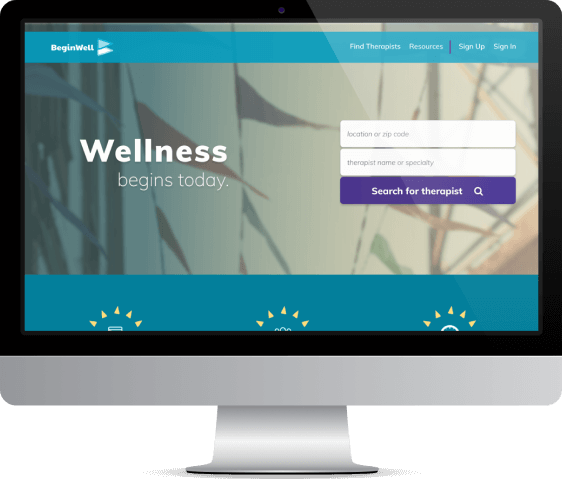 BeginWell
Find Therapists Resources Sign Up Sign In
Wellness
begins today.
location or zip code
therapist name or specialty
Search for therapist